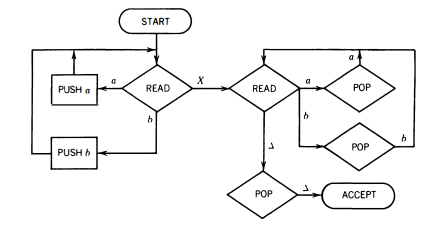 START
a
PUSH a
a
READ
X
READ
a
POP
b
b
POP
b
PUSH b
Δ
POP
Δ
ACCEPT